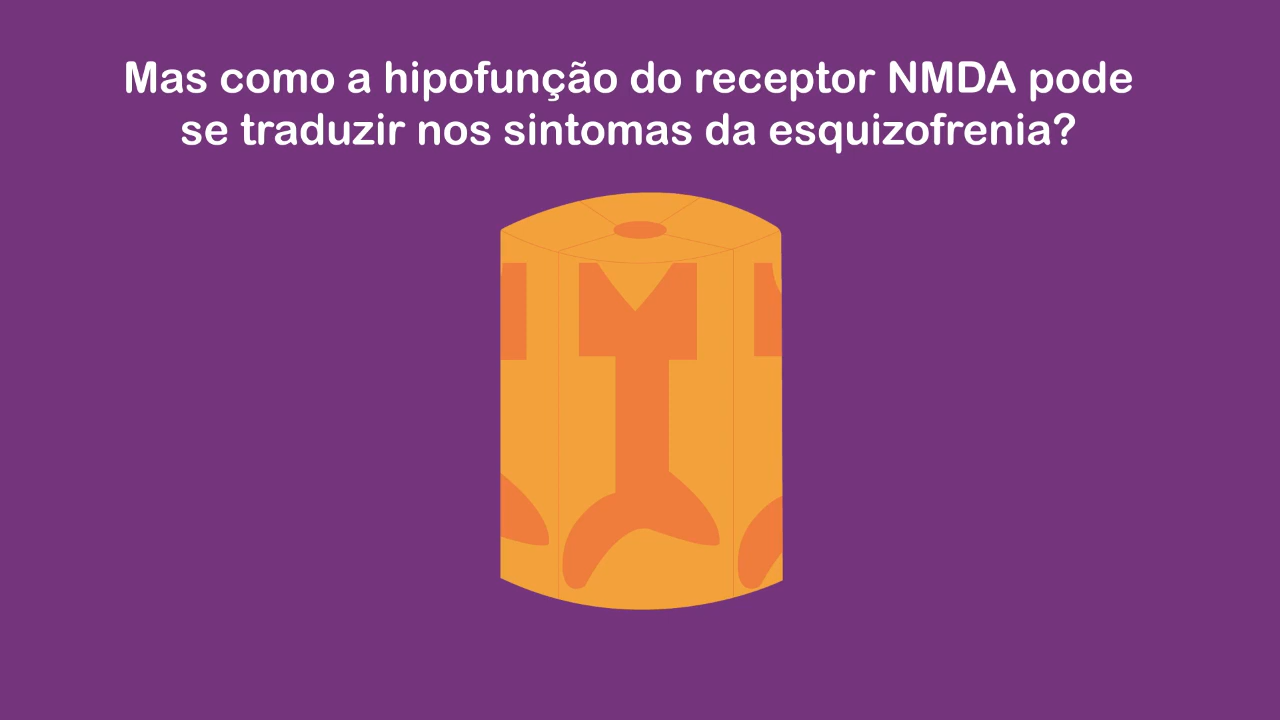 Mas como a hipofunção do receptor NMDA pode
se traduzir nos sintomas da esquizofrenia?